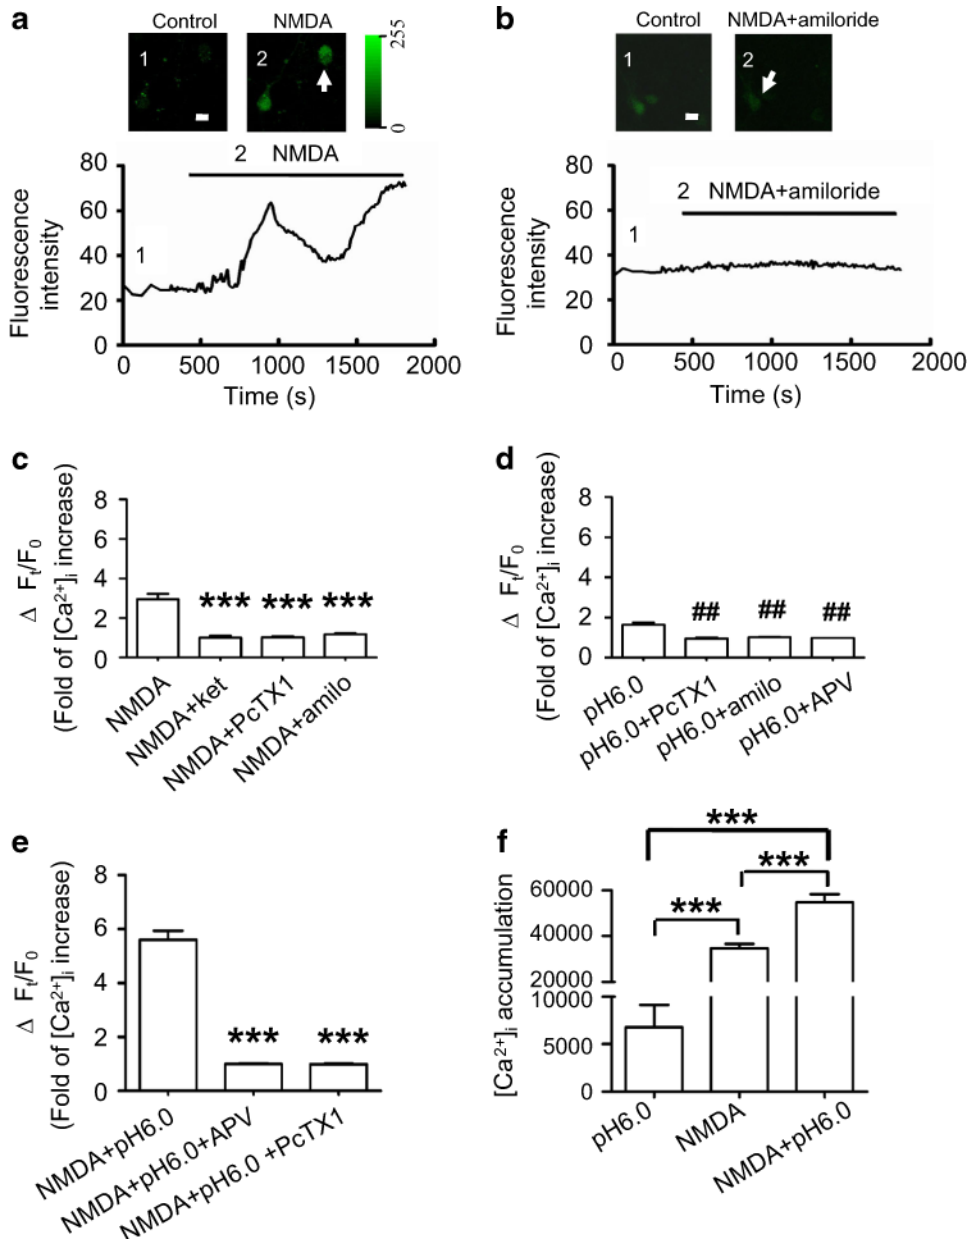 a
Control
NMDA
1
2
255
0
2 NMDA
80
60
40
20
0
1
Fluorescence
intensity
0 500 1000 1500 2000
Time (s)
b
Control
NMDA+amiloride
1
2
2 NMDA+amiloride
80
60
40
20
0
1
Fluorescence
intensity
0 500 1000 1500 2000
Time (s)
c
Δ Fₜ/F₀
(Fold of [Ca²⁺]ᵢ increase)
8
6
4
2
0
*** *** ***
NMDA
NMDA+ket
NMDA+PcTX1
NMDA+amilo
d
Δ Fₜ/F₀
(Fold of [Ca²⁺]ᵢ increase)
8
6
4
2
0
## ## ##
pH6.0
pH6.0+PcTX1
pH6.0+amilo
pH6.0+APV
e
Δ Fₜ/F₀
(Fold of [Ca²⁺]ᵢ increase)
8
6
4
2
0
*** ***
NMDA+pH6.0
NMDA+pH6.0+APV
NMDA+pH6.0 +PcTX1
f
[Ca²⁺]ᵢ accumulation
60000
40000
20000
10000
5000
0
***
***
***
pH6.0
NMDA
NMDA+pH6.0